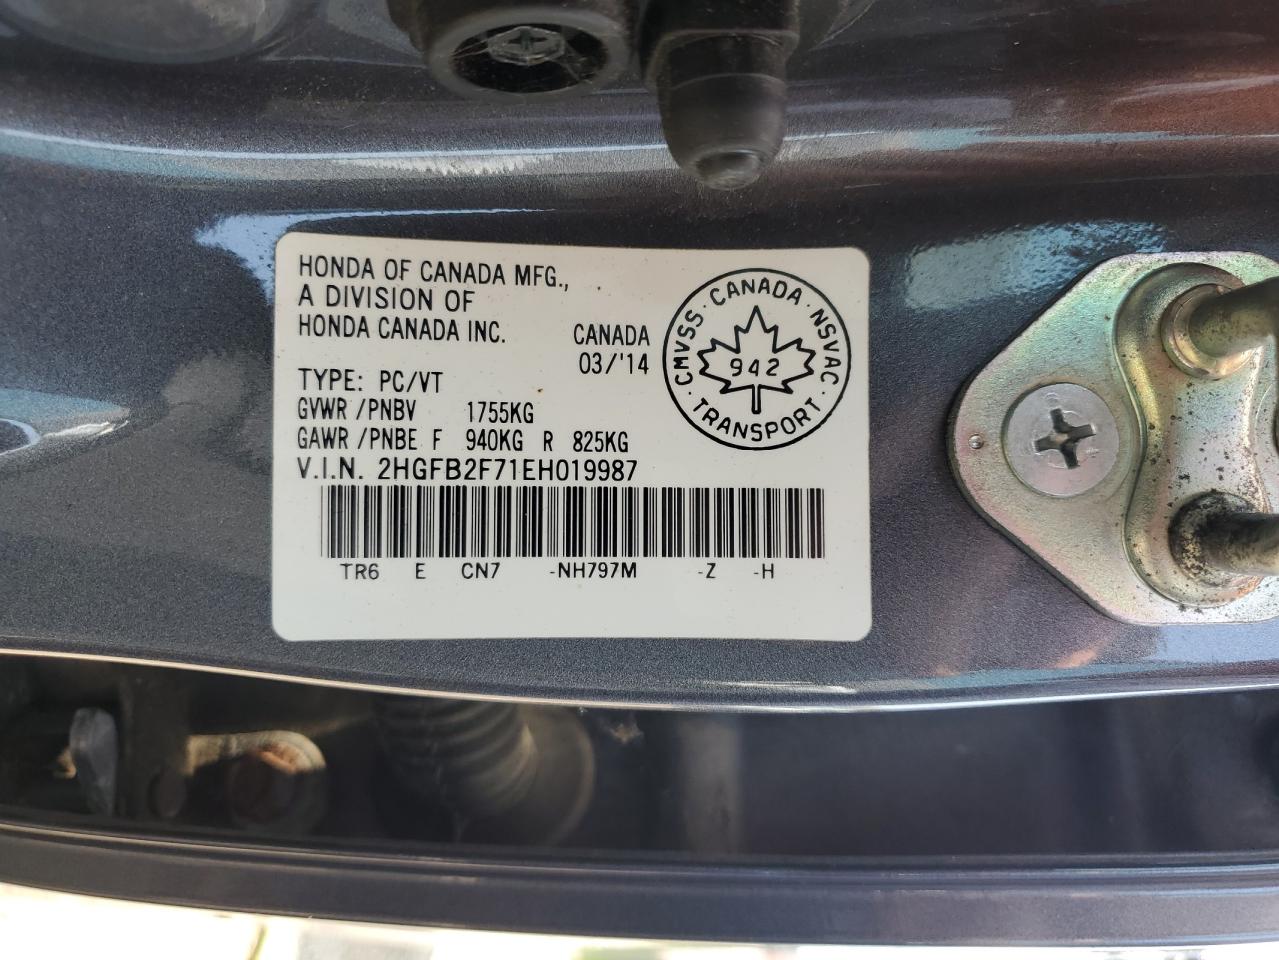 HONDA OF CANADA MFG.,
A DIVISION OF
HONDA CANADA INC.
CANADA
03/'14
TYPE: PC/VT
GVWR/PNBV 1755KG
GAWR/PNBE F 940KG R 825KG
V.I.N. 2HGFB2F71EH019987
TR6 E CN7 -NH797M -Z -H
CMVSS · CANADA · NSVAC
942
· TRANSPORT ·